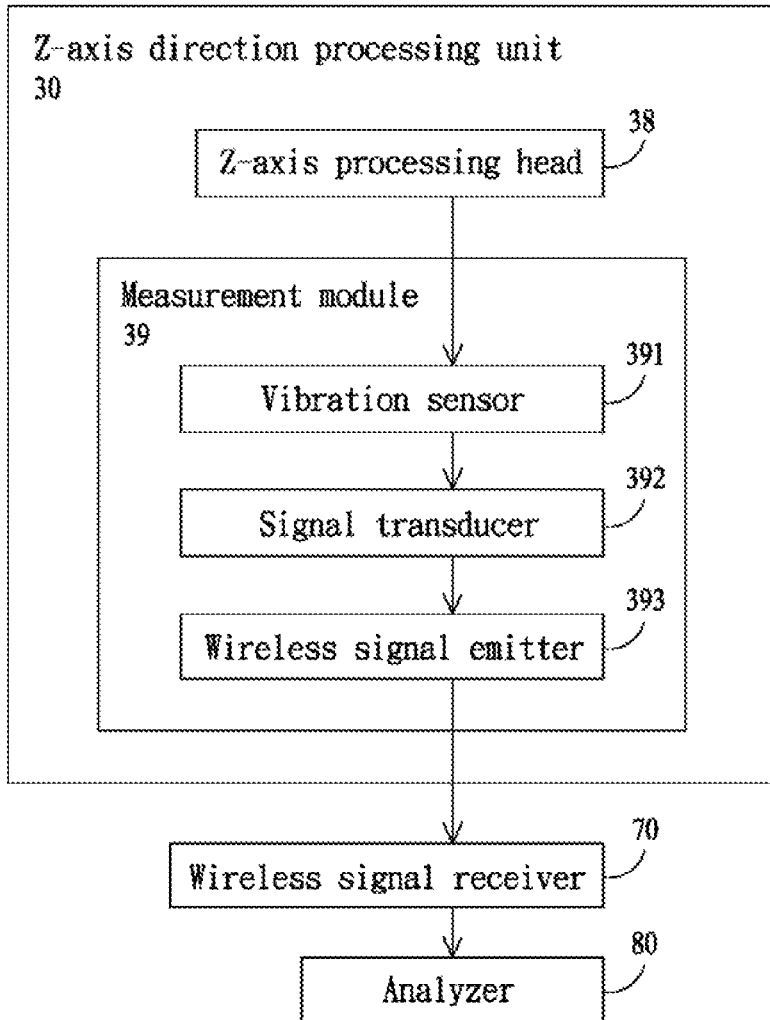 Z-axis direction processing unit
30
38
Z-axis processing head
Measurement module
39
391
Vibration sensor
392
Signal transducer
393
Wireless signal emitter
70
Wireless signal receiver
80
Analyzer